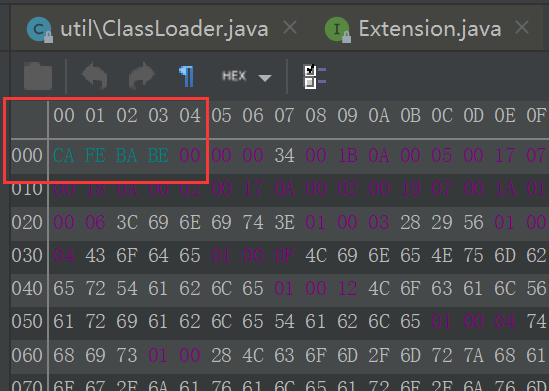 util\ClassLoader.java
Extension.java
HEX
00 01 02 03 04 05 06 07 08 09 0A 0B 0C 0D 0E 0F
000 CA FE BA BE 00 00 00 34 00 1B 0A 00 05 00 17 07
010 00 0A 00 02 00 17 0A 00 02 00 07 00 1A 01
020 00 06 3C 69 6E 69 74 3E 01 00 03 28 29 56 01 00
030 04 43 6F 64 65 01 00 0F 4C 69 6E 65 4E 75 6D 62
040 65 72 54 61 62 6C 65 01 00 12 4C 6F 63 61 6C 56
050 61 72 69 61 62 6C 65 54 61 62 6C 65 01 00 04 74
060 68 69 73 01 00 28 4C 63 6F 6D 2F 6D 72 7A 68 61
070 6E 67 2F 6A 61 76 61 6C 65 61 72 6E 2F 6A 76 6D